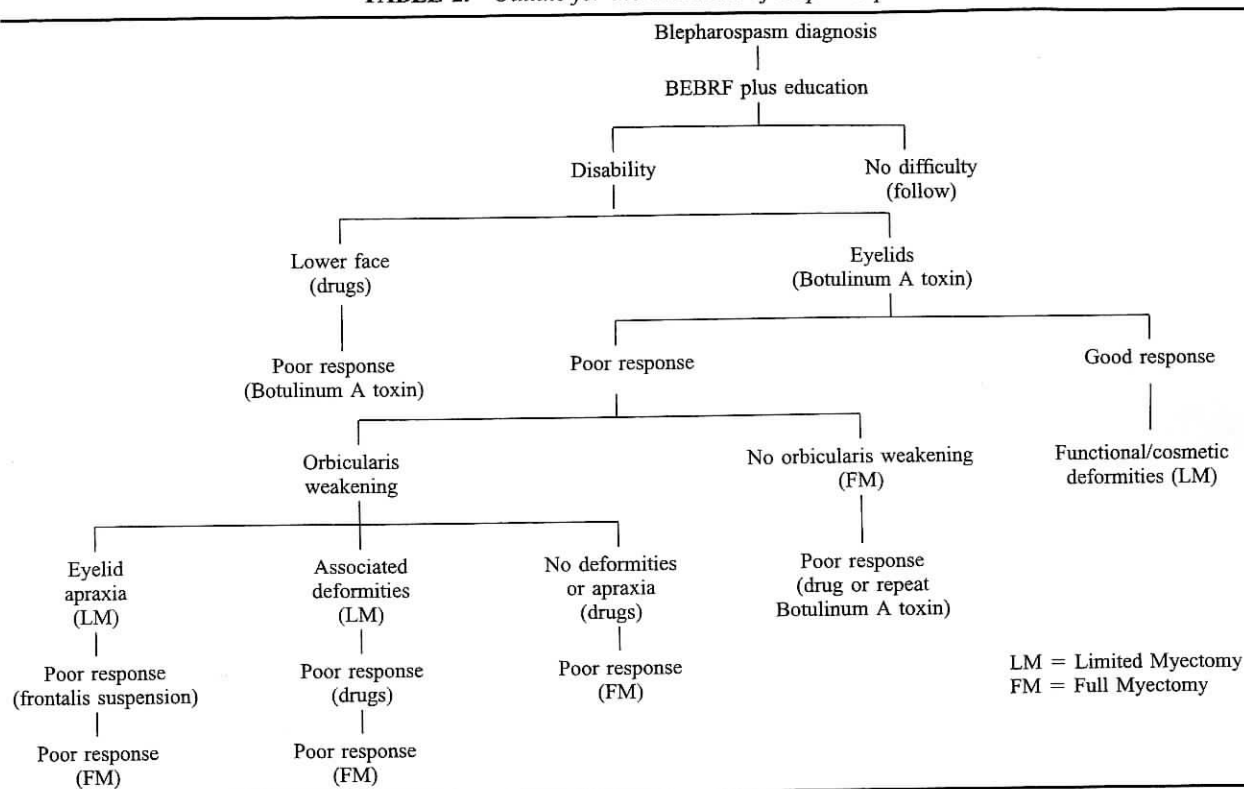 TABLE 2.
Blepharospasm diagnosis
BEBRF plus education
Disability
No difficulty
(follow)
Lower face
(drugs)
Eyelids
(Botulinum A toxin)
Poor response
(Botulinum A toxin)
Poor response
Good response
Orbicularis
weakening
No orbicularis weakening
(FM)
Functional/cosmetic
deformities (LM)
Eyelid
apraxia
(LM)
Associated
deformities
(LM)
No deformities
or apraxia
(drugs)
Poor response
(drug or repeat
Botulinum A toxin)
Poor response
(frontalis suspension)
Poor response
(drugs)
Poor response
(FM)
LM = Limited Myectomy
FM = Full Myectomy
Poor response
(FM)
Poor response
(FM)